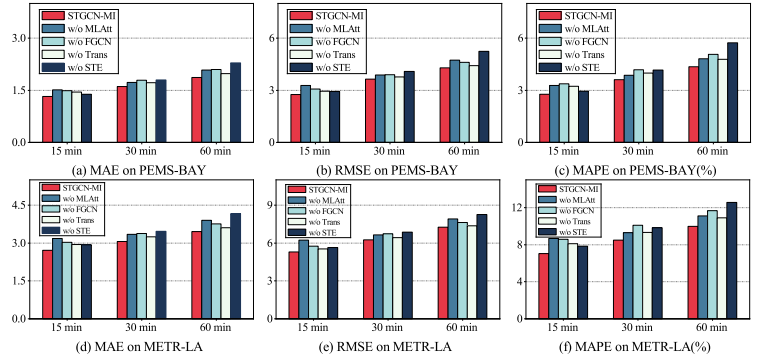 STGCN-MI
w/o MLAtt
w/o FGCN
w/o Trans
w/o STE
3.0
1.5
0.0
15 min 30 min 60 min
(a) MAE on PEMS-BAY
STGCN-MI
w/o MLAtt
w/o FGCN
w/o Trans
w/o STE
6
3
0
15 min 30 min 60 min
(b) RMSE on PEMS-BAY
STGCN-MI
w/o MLAtt
w/o FGCN
w/o Trans
w/o STE
6
3
0
15 min 30 min 60 min
(c) MAPE on PEMS-BAY(%)
STGCN-MI
w/o MLAtt
w/o FGCN
w/o Trans
w/o STE
4.5
3.0
1.5
15 min 30 min 60 min
(d) MAE on METR-LA
STGCN-MI
w/o MLAtt
w/o FGCN
w/o Trans
w/o STE
9
6
3
15 min 30 min 60 min
(e) RMSE on METR-LA
STGCN-MI
w/o MLAtt
w/o FGCN
w/o Trans
w/o STE
12
8
4
15 min 30 min 60 min
(f) MAPE on METR-LA(%)